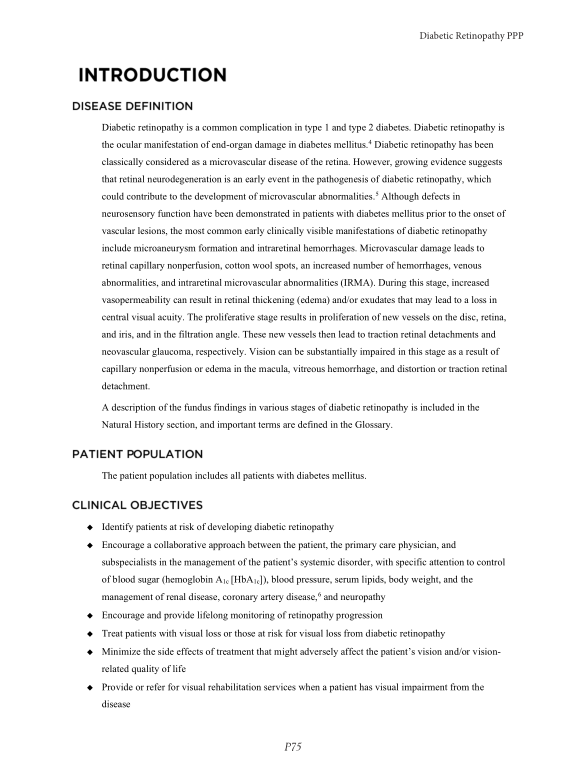 Diabetic Retinopathy PPP
INTRODUCTION
DISEASE DEFINITION
Diabetic retinopathy is a common complication in type 1 and type 2 diabetes. Diabetic retinopathy is
the ocular manifestation of end-organ damage in diabetes mellitus.4 Diabetic retinopathy has been
classically considered as a microvascular disease of the retina. However, growing evidence suggests
that retinal neurodegeneration is an early event in the pathogenesis of diabetic retinopathy, which
could contribute to the development of microvascular abnormalities.5 Although defects in
neurosensory function have been demonstrated in patients with diabetes mellitus prior to the onset of
vascular lesions, the most common early clinically visible manifestations of diabetic retinopathy
include microaneurysm formation and intraretinal hemorrhages. Microvascular damage leads to
retinal capillary nonperfusion, cotton wool spots, an increased number of hemorrhages, venous
abnormalities, and intraretinal microvascular abnormalities (IRMA). During this stage, increased
vasopermeability can result in retinal thickening (edema) and/or exudates that may lead to a loss in
central visual acuity. The proliferative stage results in proliferation of new vessels on the disc, retina,
and iris, and in the filtration angle. These new vessels then lead to traction retinal detachments and
neovascular glaucoma, respectively. Vision can be substantially impaired in this stage as a result of
capillary nonperfusion or edema in the macula, vitreous hemorrhage, and distortion or traction retinal
detachment.
A description of the fundus findings in various stages of diabetic retinopathy is included in the
Natural History section, and important terms are defined in the Glossary.
PATIENT POPULATION
The patient population includes all patients with diabetes mellitus.
CLINICAL OBJECTIVES
◆ Identify patients at risk of developing diabetic retinopathy
◆ Encourage a collaborative approach between the patient, the primary care physician, and
subspecialists in the management of the patient's systemic disorder, with specific attention to control
of blood sugar (hemoglobin A1c [HbA1c]), blood pressure, serum lipids, body weight, and the
management of renal disease, coronary artery disease,6 and neuropathy
◆ Encourage and provide lifelong monitoring of retinopathy progression
◆ Treat patients with visual loss or those at risk for visual loss from diabetic retinopathy
◆ Minimize the side effects of treatment that might adversely affect the patient's vision and/or vision-
related quality of life
◆ Provide or refer for visual rehabilitation services when a patient has visual impairment from the
disease
P75